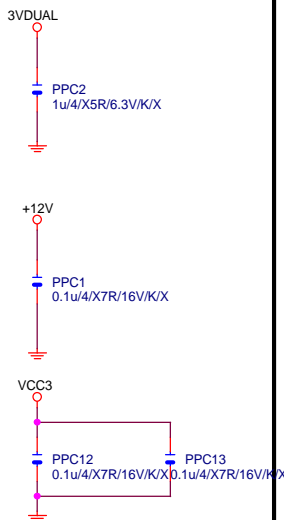 3VDUAL
PPC2
1u/4/X5R/6.3V/K/X
+12V
PPC1
0.1u/4/X7R/16V/K/X
VCC3
PPC12 PPC13
0.1u/4/X7R/16V/K/X 0.1u/4/X7R/16V/K/X